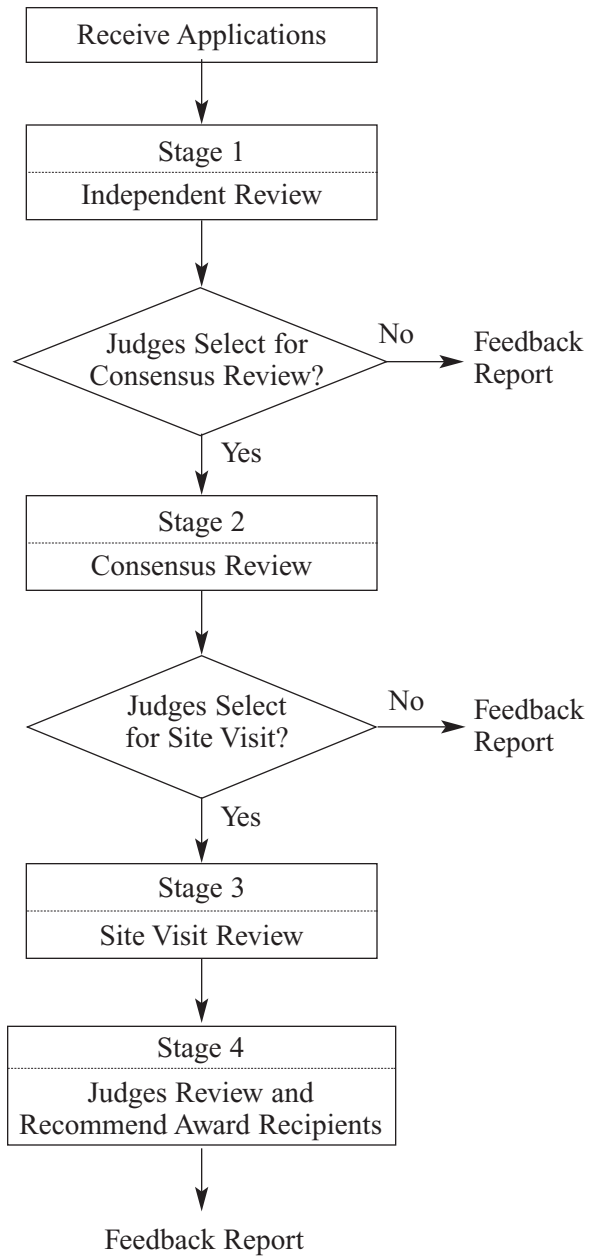 Receive Applications
Stage 1
Independent Review
Judges Select for
Consensus Review?
No
Feedback
Report
Yes
Stage 2
Consensus Review
Judges Select
for Site Visit?
No
Feedback
Report
Yes
Stage 3
Site Visit Review
Stage 4
Judges Review and
Recommend Award Recipients
Feedback Report